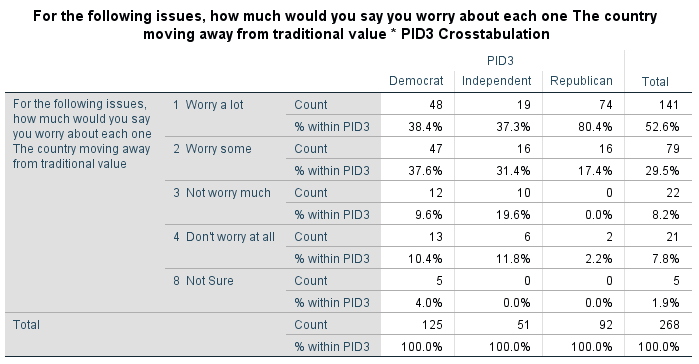 For the following issues, how much would you say you worry about each one The country
moving away from traditional value * PID3 Crosstabulation
PID3
Democrat Independent Republican Total
For the following issues,
how much would you say
you worry about each one
The country moving away
from traditional value
1 Worry a lot Count 48 19 74 141
% within PID3 38.4% 37.3% 80.4% 52.6%
2 Worry some Count 47 16 16 79
% within PID3 37.6% 31.4% 17.4% 29.5%
3 Not worry much Count 12 10 0 22
% within PID3 9.6% 19.6% 0.0% 8.2%
4 Don't worry at all Count 13 6 2 21
% within PID3 10.4% 11.8% 2.2% 7.8%
8 Not Sure Count 5 0 0 5
% within PID3 4.0% 0.0% 0.0% 1.9%
Total Count 125 51 92 268
% within PID3 100.0% 100.0% 100.0% 100.0%